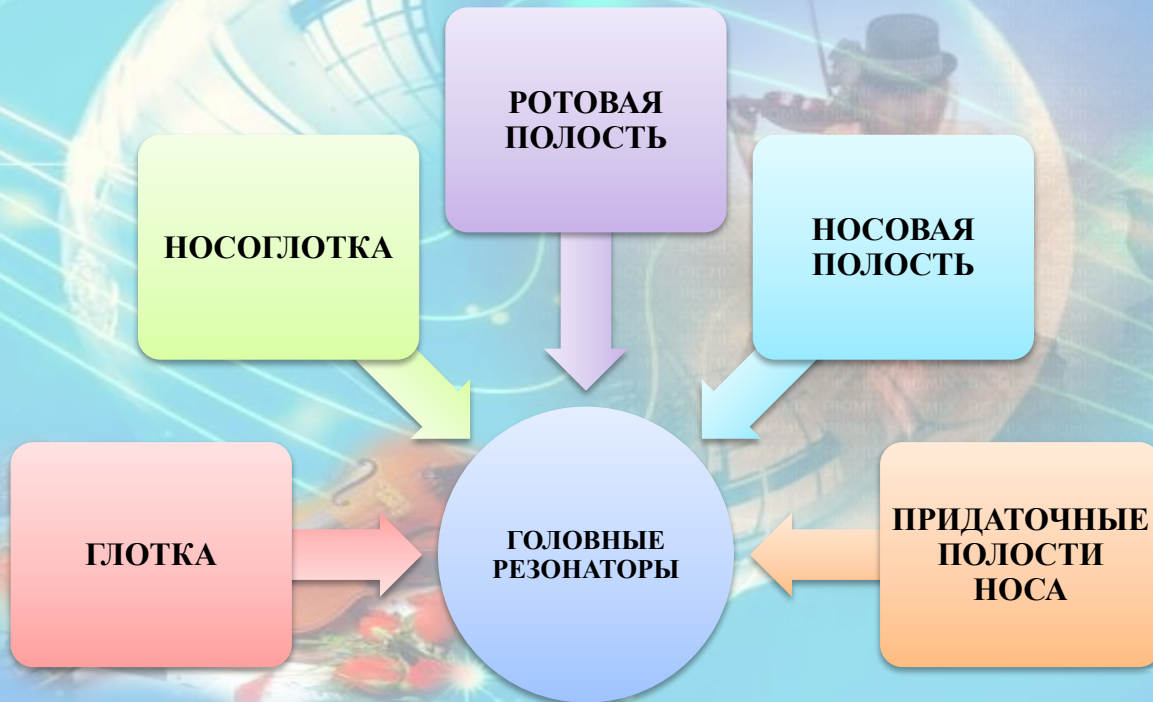 РОТОВАЯ
ПОЛОСТЬ
НОСОГЛОТКА
НОСОВАЯ
ПОЛОСТЬ
ГЛОТКА
ГОЛОВНЫЕ
РЕЗОНАТОРЫ
ПРИДАТОЧНЫЕ
ПОЛОСТИ
НОСА